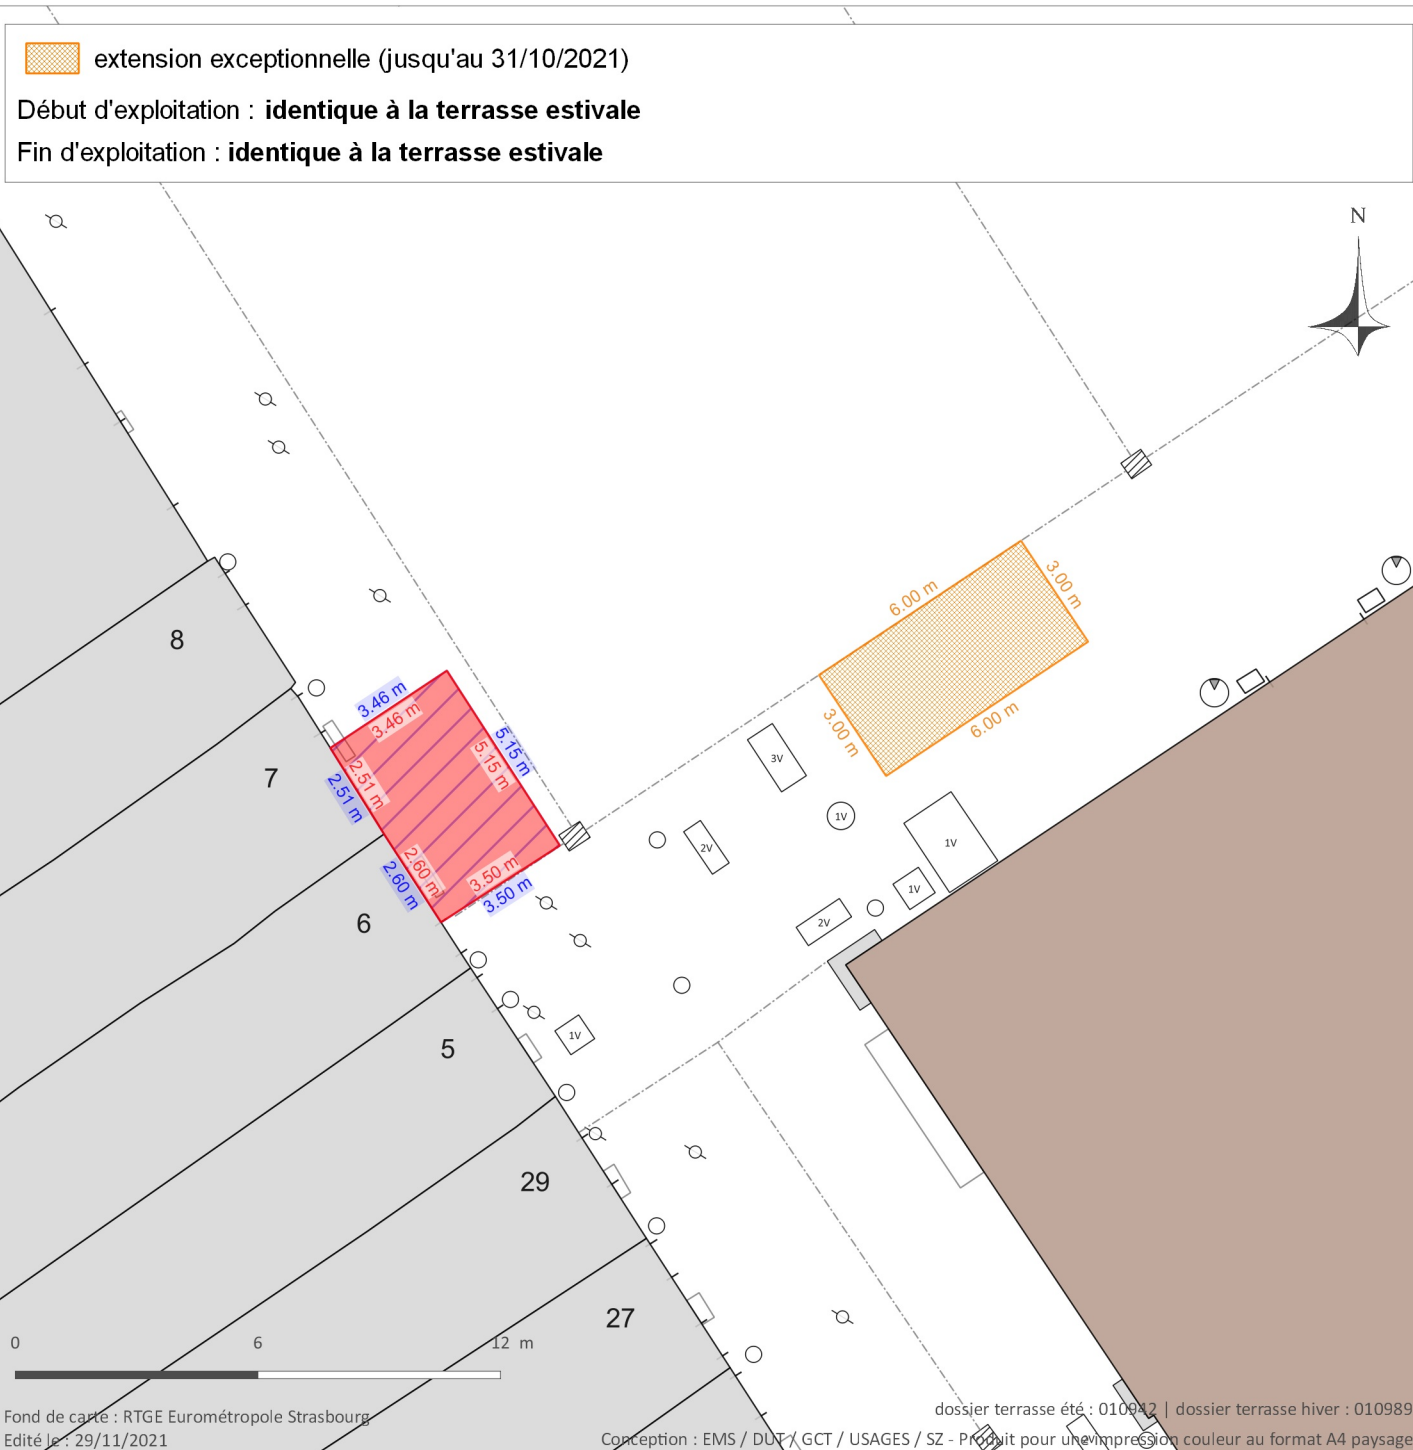 extension exceptionnelle (jusqu'au 31/10/2021)
Début d'exploitation : identique à la terrasse estivale
Fin d'exploitation : identique à la terrasse estivale
N
6.00 m
3.00 m
3.00 m
6.00 m
8
3.46 m
3.46 m
5.15 m
5.15 m
2.51 m
2.51 m
7
2.60 m
2.60 m
3.50 m
3.50 m
3V
1V
2V
1V
1V
2V
6
1V
5
29
27
0 6 12 m
Fond de carte : RTGE Eurométropole Strasbourg
Edité le : 29/11/2021
dossier terrasse été : 010942 | dossier terrasse hiver : 010989
Conception : EMS / DUT / GCT / USAGES / SZ - Produit pour une impression couleur au format A4 paysage